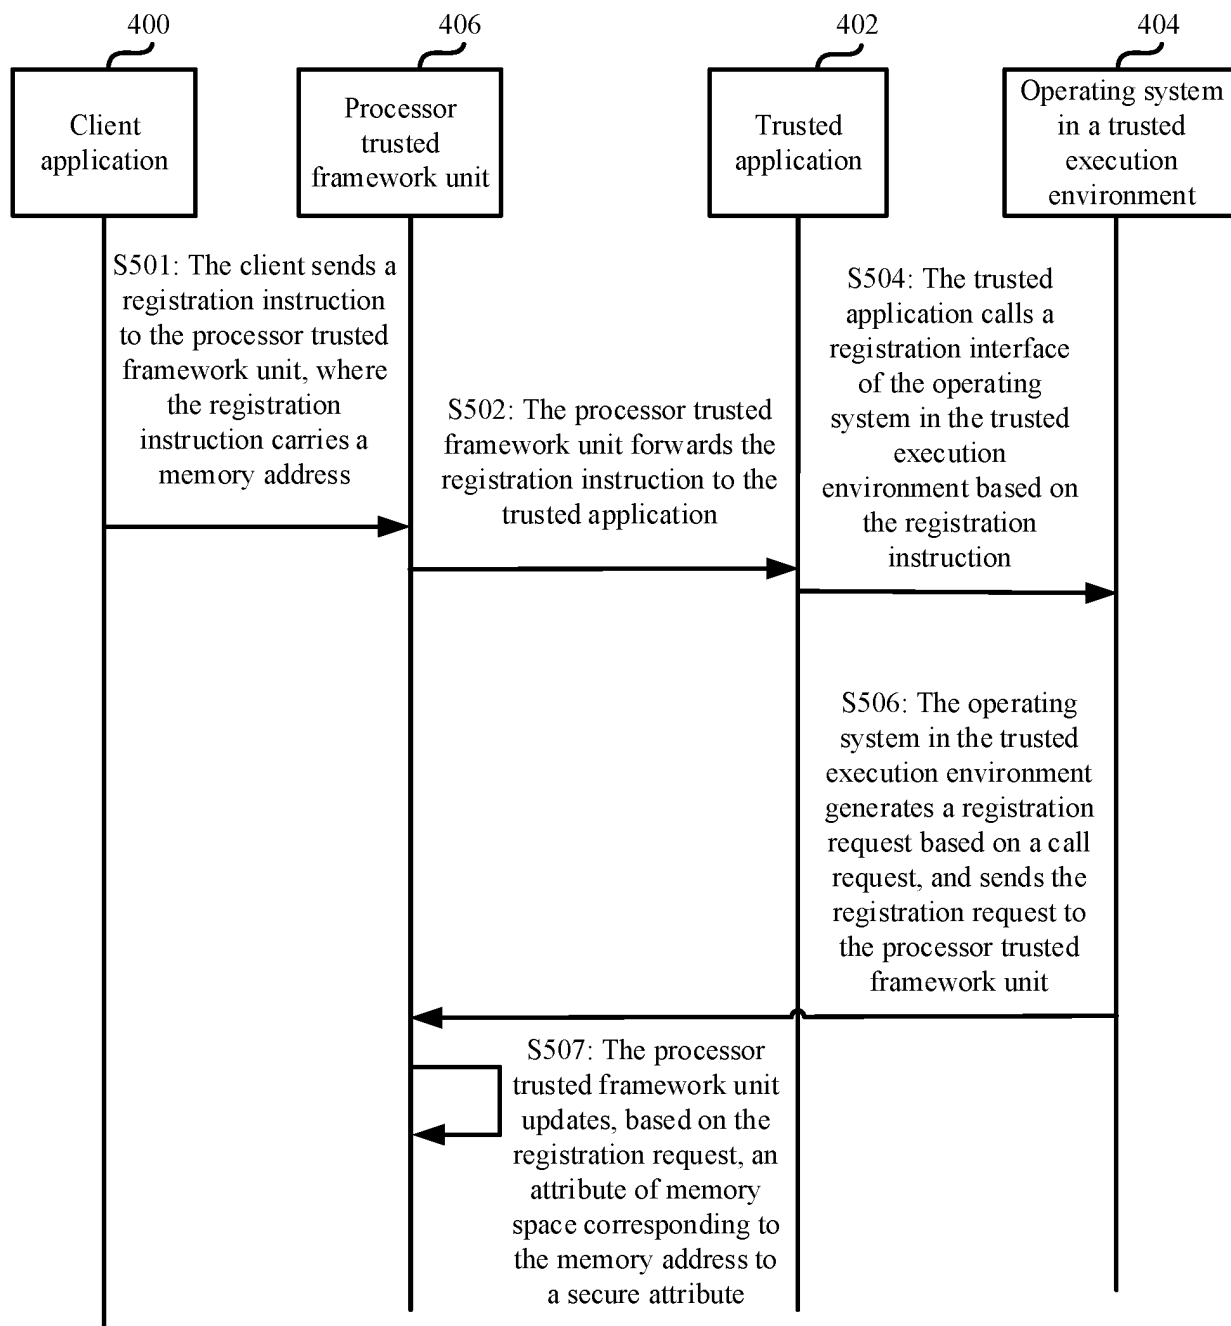 400
406
402
404
Client
application
Processor
trusted
framework unit
Trusted
application
Operating system
in a trusted
execution
environment
S501: The client sends a
registration instruction
to the processor trusted
framework unit, where
the registration
instruction carries a
memory address
S502: The processor trusted
framework unit forwards the
registration instruction to the
trusted application
S504: The trusted
application calls a
registration interface
of the operating
system in the trusted
execution
environment based on
the registration
instruction
S506: The operating
system in the trusted
execution environment
generates a registration
request based on a call
request, and sends the
registration request to
the processor trusted
framework unit
S507: The processor
trusted framework unit
updates, based on the
registration request, an
attribute of memory
space corresponding to
the memory address to
a secure attribute